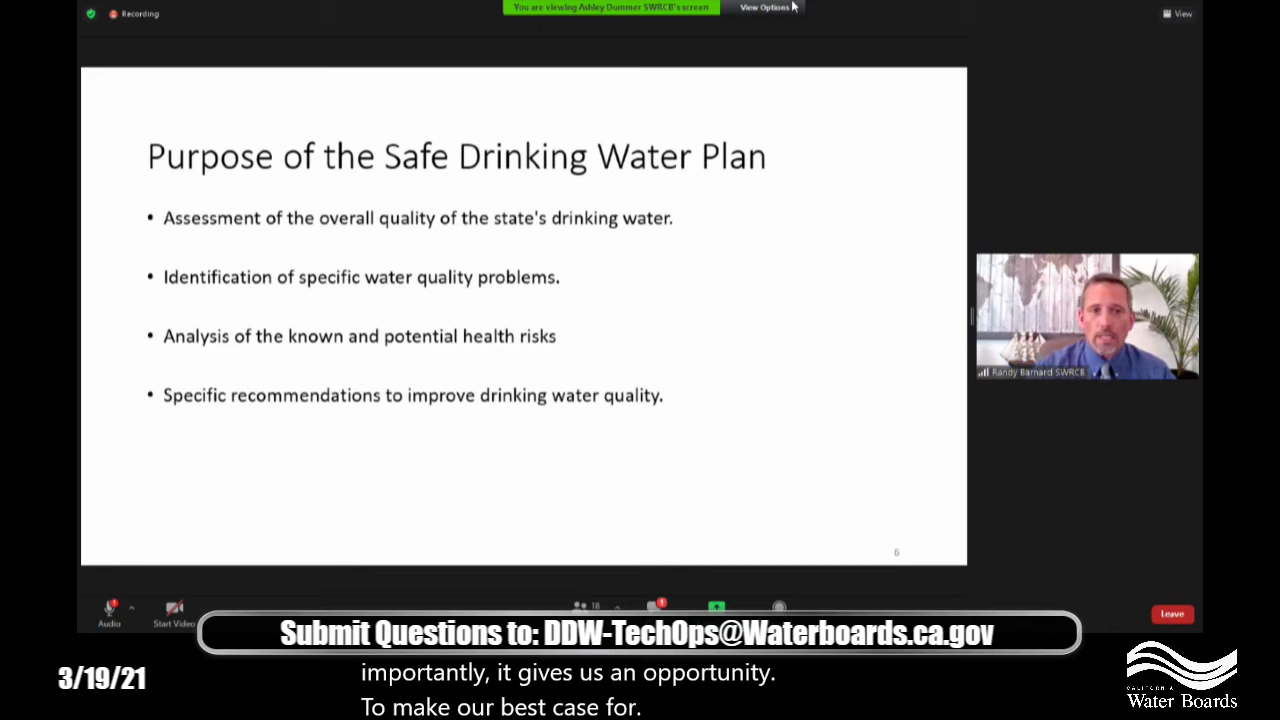 Recording
You are viewing Ashley Dummer SWRCB's screen
View Options
View
Purpose of the Safe Drinking Water Plan
• Assessment of the overall quality of the state's drinking water.
• Identification of specific water quality problems.
• Analysis of the known and potential health risks
• Specific recommendations to improve drinking water quality.
6
Randy Barnard SWRCB
1
Audio
Start Video
18
1
Leave
Submit Questions to: DDW-TechOps@Waterboards.ca.gov
3/19/21
importantly, it gives us an opportunity.
To make our best case for.
CALIFORNIA
Water Boards